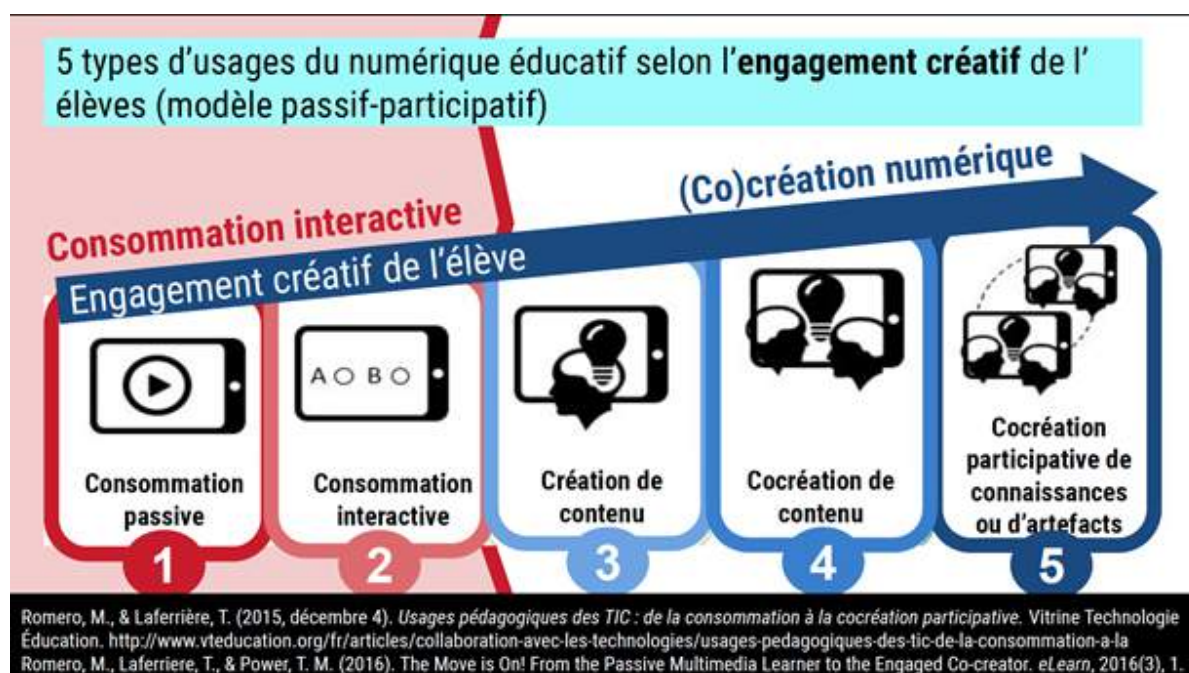 5 types d’usages du numérique éducatif selon l’engagement créatif de l’
élèves (modèle passif-participatif)
(Co)création numérique
Consommation interactive
Engagement créatif de l’élève
A O B O
Consommation
passive
1
Consommation
interactive
2
Création de
contenu
3
Cocréation de
contenu
4
Cocréation
participative de
connaissances
ou d’artefacts
5
Romero, M., & Laferrière, T. (2015, décembre 4). Usages pédagogiques des TIC : de la consommation à la cocréation participative. Vitrine Technologie
Éducation. http://www.vteducation.org/fr/articles/collaboration-avec-les-technologies/usages-pedagogiques-des-tic-de-la-consommation-a-la
Romero, M., Laferriere, T., & Power, T. M. (2016). The Move is On! From the Passive Multimedia Learner to the Engaged Co-creator. eLearn, 2016(3), 1.